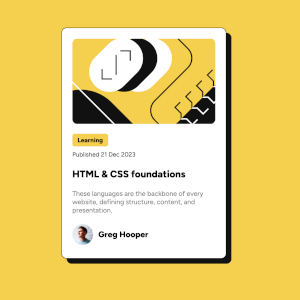 Learning
Published 21 Dec 2023
HTML & CSS foundations
These languages are the backbone of every
website, defining structure, content, and
presentation.
Greg Hooper